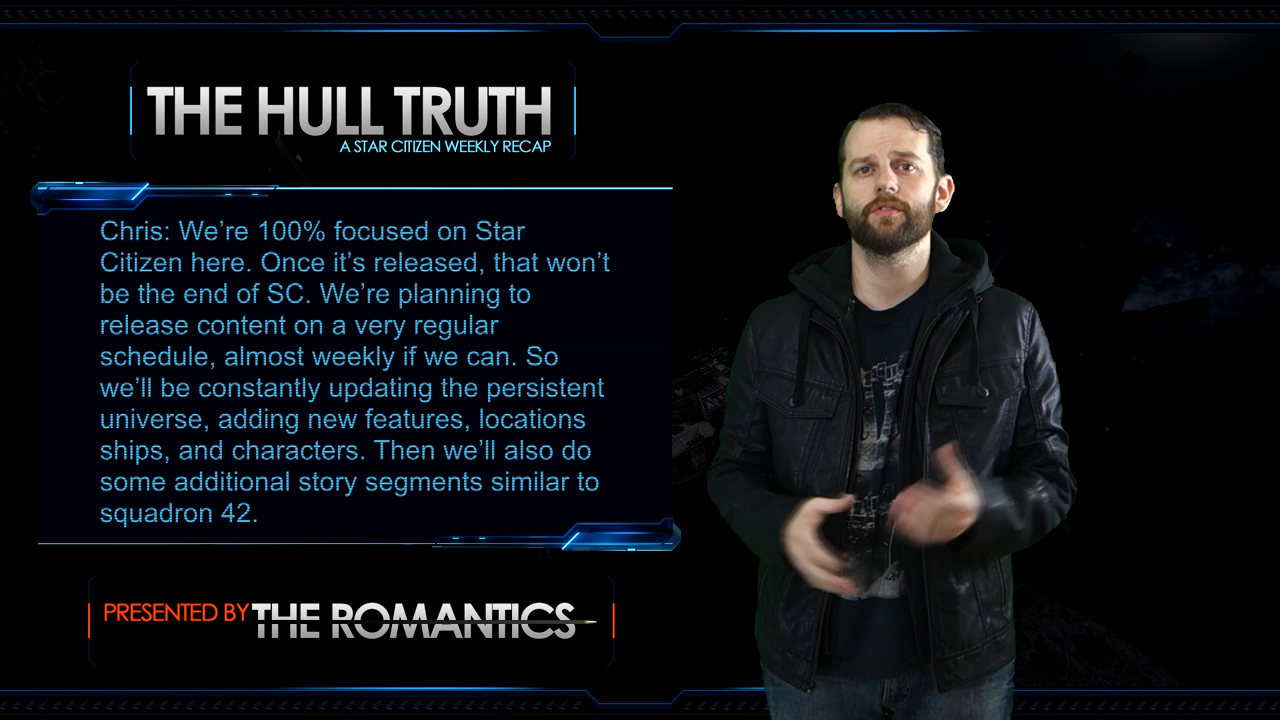 THE HULL TRUTH
A STAR CITIZEN WEEKLY RECAP
Chris: We're 100% focused on Star
Citizen here. Once it's released, that won't
be the end of SC. We're planning to
release content on a very regular
schedule, almost weekly if we can. So
we'll be constantly updating the persistent
universe, adding new features, locations
ships, and characters. Then we'll also do
some additional story segments similar to
squadron 42.
PRESENTED BY THE ROMANTICS